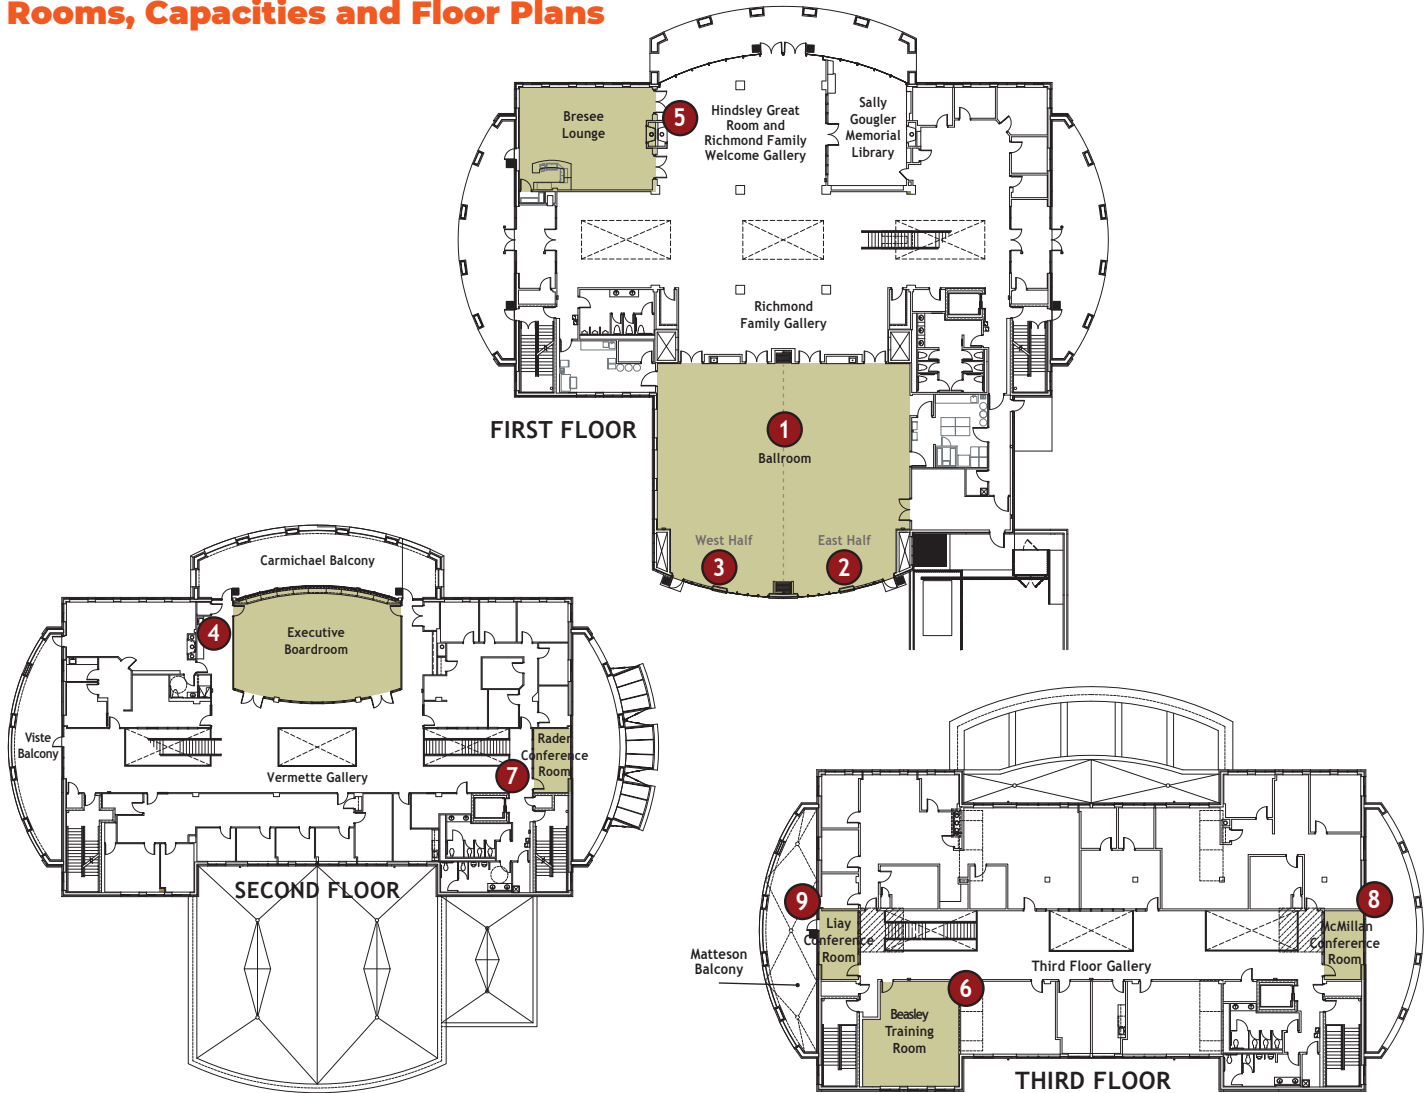 Rooms, Capacities and Floor Plans
Bresee
Lounge
5
Hindsley Great
Room and
Richmond Family
Welcome Gallery
Sally
Gougler
Memorial
Library
Richmond
Family Gallery
FIRST FLOOR
1
Ballroom
West Half
3
East Half
2
Carmichael Balcony
4
Executive
Boardroom
Viste
Balcony
Vermette Gallery
7
Rader
Conference
Room
SECOND FLOOR
9
Liay
Conference
Room
8
McMillan
Conference
Room
Matteson
Balcony
Third Floor Gallery
6
Beasley
Training
Room
THIRD FLOOR